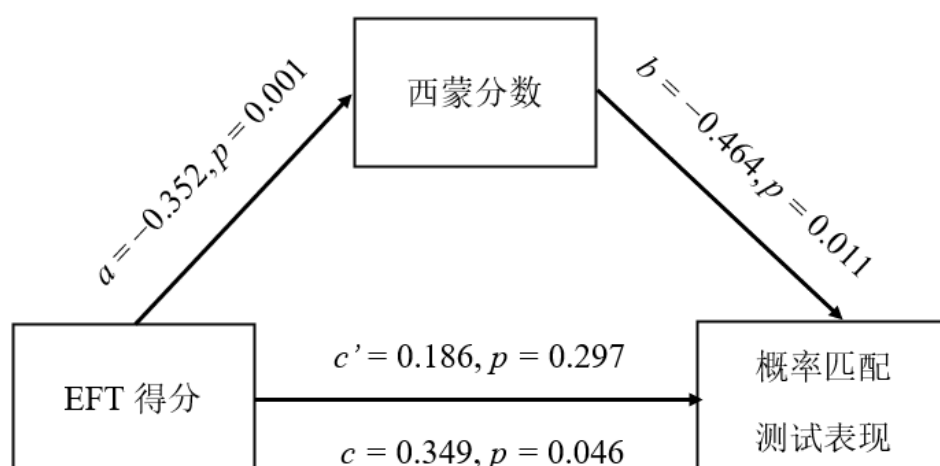 西蒙分数
a = −0.352, p = 0.001
b = −0.464, p = 0.011
EFT 得分
c’ = 0.186, p = 0.297
c = 0.349, p = 0.046
概率匹配
测试表现